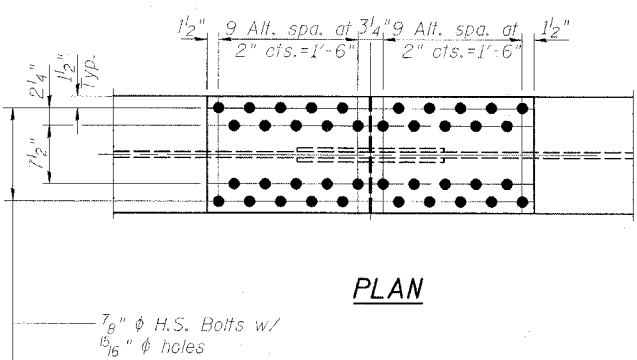 1½" 9 Alt. spa. at 3¼" 9 Alt. spa. at 1½"
2" cts.=1'-6" 2" cts.=1'-6"
2¼" 1½" Typ.
7½"
PLAN
⅞" ϕ H.S. Bolts w/
15/16" ϕ holes